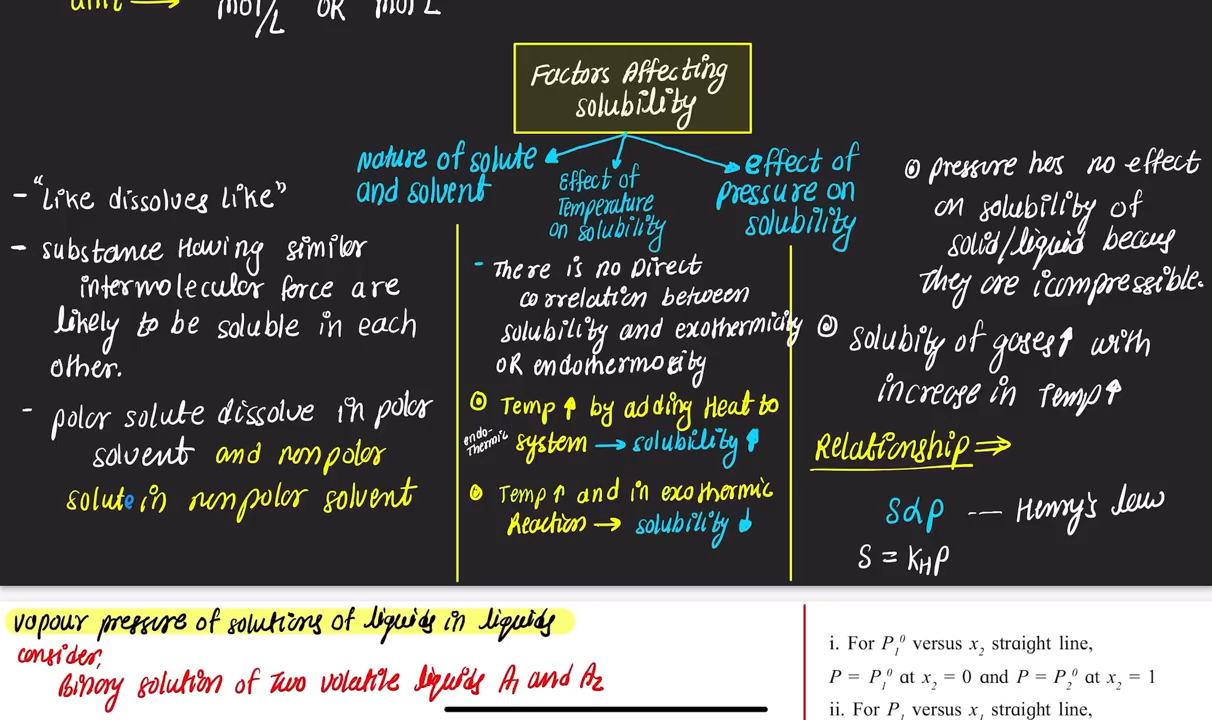 unit → mol/L OR mol L
Factors Affecting
solubility
Nature of solute
and solvent
- "Like dissolves like"
- substance Having similar
intermolecular force are
likely to be soluble in each
other.
- polar solute dissolve in polar
solvent and nonpolar
solute in nonpolar solvent
Effect of
Temperature
on solubility
- There is no Direct
correlation between
solubility and exothermicity
OR endothermocity
⊙ Temp ↑ by adding Heat to
endo-
thermic
system → solubility ↑
⊙ Temp ↑ and in exothermic
Reaction → solubility ↓
effect of
pressure on
solubility
⊙ pressure has no effect
on solubility of
solid/liquid becaus
They are icompressible.
⊙ Solubity of gases ↑ with
increase in Temp ↑
Relationship ⇒
S α p --- Henry's law
S = KHP
vapour pressure of solutions of liquids in liquids
consider,
Binary solution of Two volatile liquids A1 and A2
i. For P₁⁰ versus x₂ straight line,
P = P₁⁰ at x₂ = 0 and P = P₂⁰ at x₂ = 1
ii. For P₁ versus x₁ straight line,